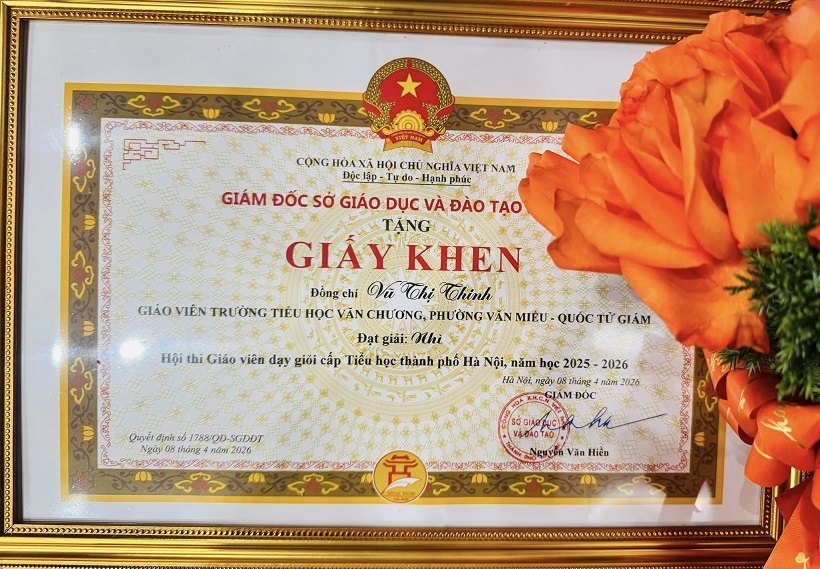 VIỆT NAM
CỘNG HÒA XÃ HỘI CHỦ NGHĨA VIỆT NAM
Độc lập - Tự do - Hạnh phúc
GIÁM ĐỐC SỞ GIÁO DỤC VÀ ĐÀO TẠO
TẶNG
GIẤY KHEN
Đồng chí Vũ Thị Thinh
GIÁO VIÊN TRƯỜNG TIỂU HỌC VĂN CHƯƠNG, PHƯỜNG VĂN MIẾU - QUỐC TỬ GIÁM
Đạt giải: Nhì
Hội thi Giáo viên dạy giỏi cấp Tiểu học thành phố Hà Nội, năm học 2025 - 2026
Hà Nội, ngày 08 tháng 4 năm 2026
GIÁM ĐỐC
SỞ GIÁO DỤC
VÀ ĐÀO TẠO
Nguyễn Văn Hiền
Quyết định số 1788/QĐ-SGDĐT
Ngày 08 tháng 4 năm 2026